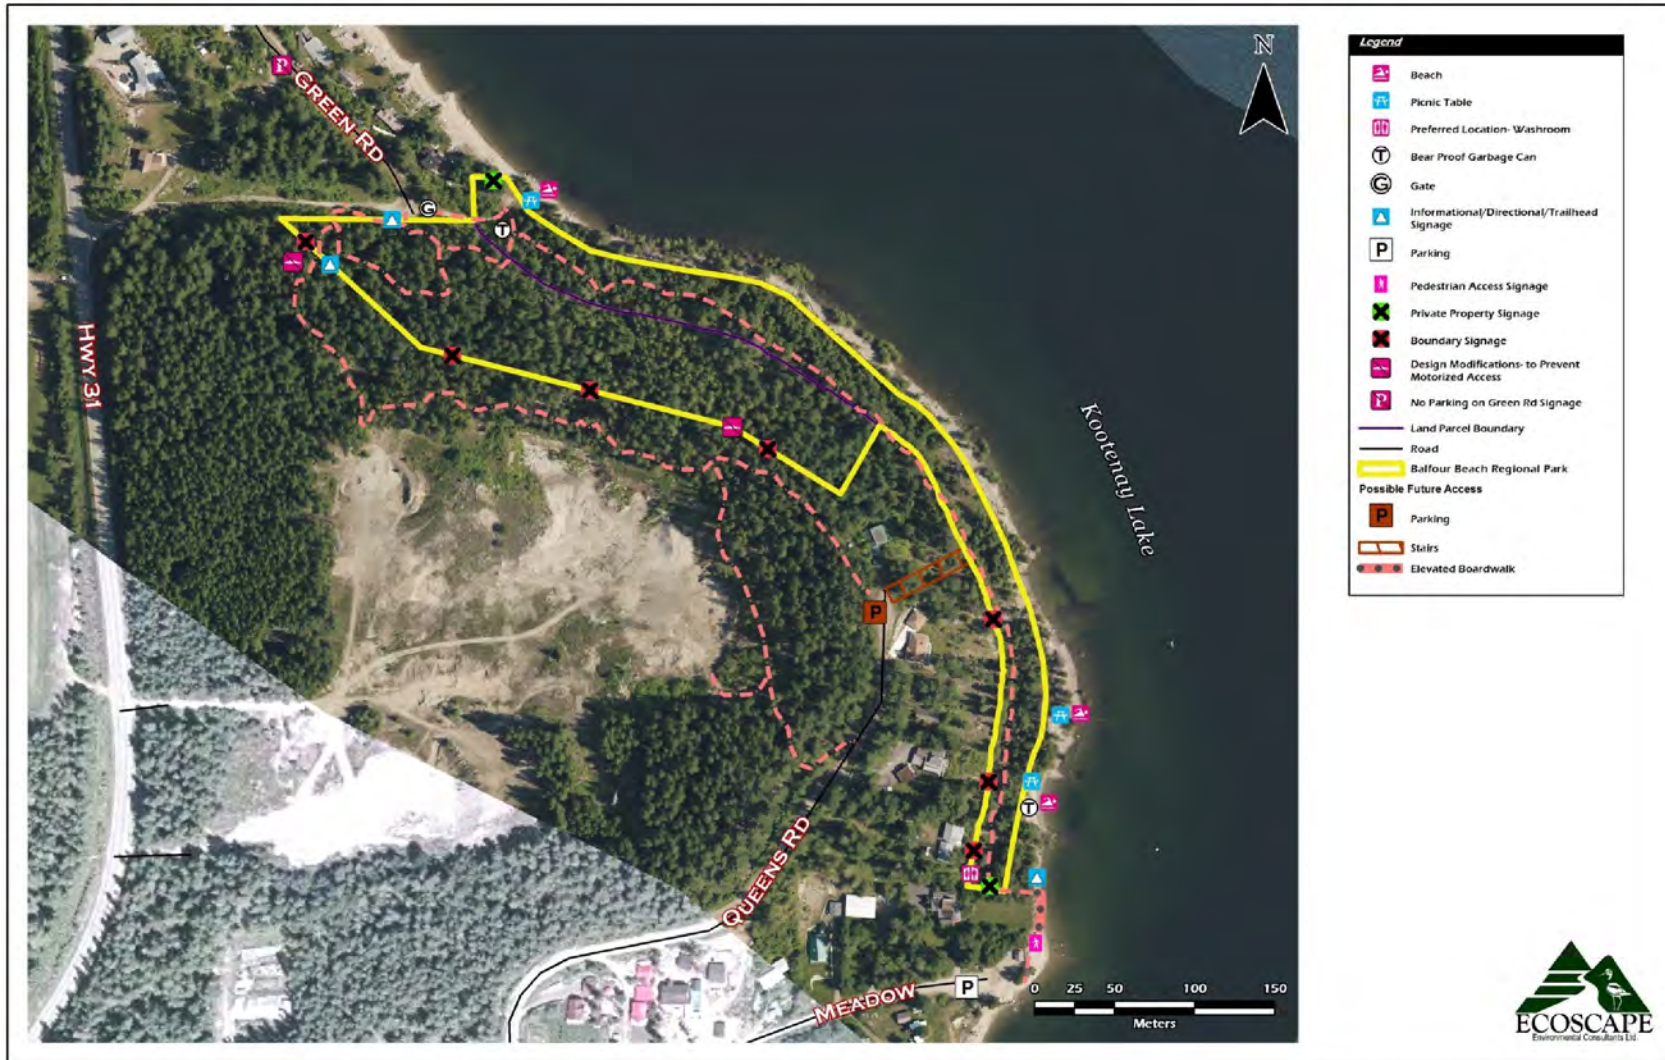 N
P
GREEN RD
G
T
HWY 31
Kootenay Lake
P
T
QUEENS RD
MEADOW
P
0 25 50 100 150
Meters
Legend
Beach
Picnic Table
Preferred Location- Washroom
T Bear Proof Garbage Can
G Gate
Informational/Directional/Trailhead
Signage
P Parking
Pedestrian Access Signage
Private Property Signage
Boundary Signage
Design Modifications- to Prevent
Motorized Access
P No Parking on Green Rd Signage
Land Parcel Boundary
Road
Balfour Beach Regional Park
Possible Future Access
P Parking
Stairs
Elevated Boardwalk
ECOSCAPE
Environmental Consultants Ltd.